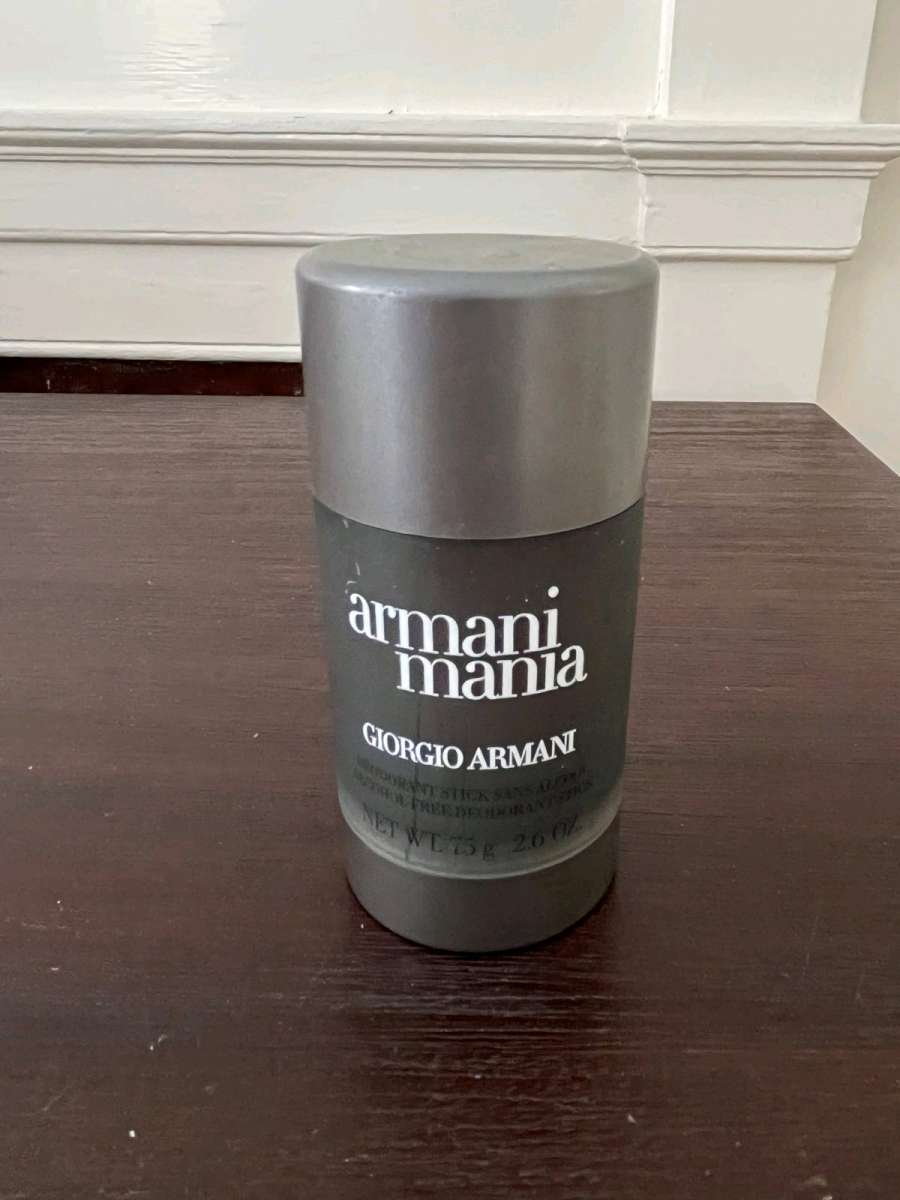 armani
mania
GIORGIO ARMANI
DEODORANT STICK SANS ALCOOL
ALCOHOL-FREE DEODORANT STICK
NET WT. 75 g 2.6 OZ.